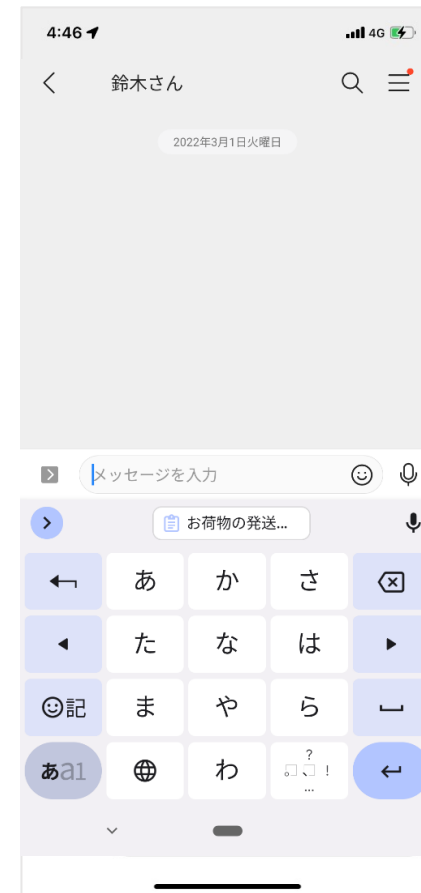 4:46
4G
鈴木さん
2022年3月1日火曜日
メッセージを入力
お荷物の発送...
あ
か
さ
た
な
は
記
ま
や
ら
あa1
わ
?
。、!
...